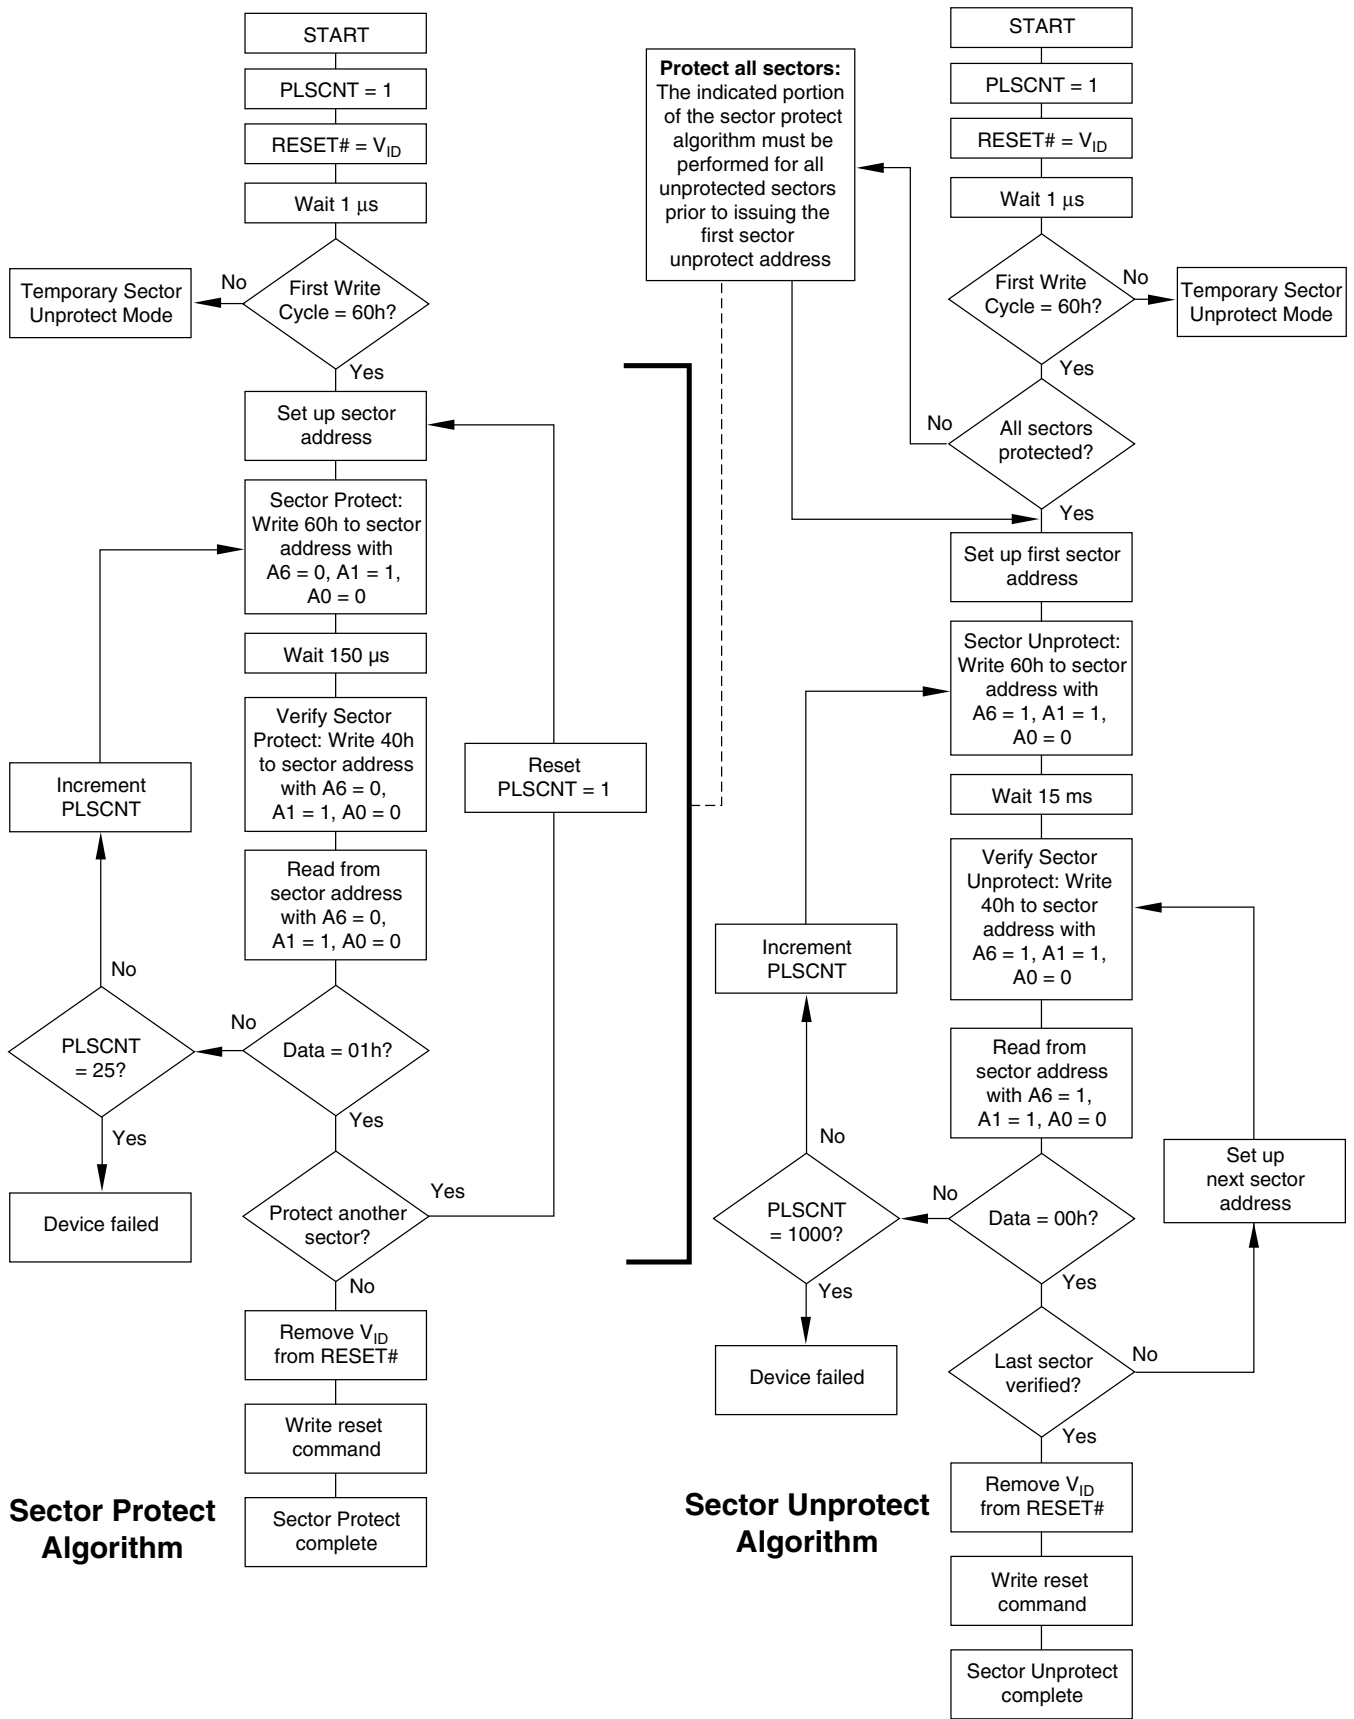 START
PLSCNT = 1
RESET# = VID
Wait 1 μs
First Write
Cycle = 60h?
No
Temporary Sector
Unprotect Mode
Yes
Set up sector
address
Sector Protect:
Write 60h to sector
address with
A6 = 0, A1 = 1,
A0 = 0
Wait 150 µs
Verify Sector
Protect: Write 40h
to sector address
with A6 = 0,
A1 = 1, A0 = 0
Reset
PLSCNT = 1
Increment
PLSCNT
Read from
sector address
with A6 = 0,
A1 = 1, A0 = 0
No
PLSCNT
= 25?
No
Data = 01h?
Yes
Yes
Device failed
Protect another
sector?
Yes
No
Remove VID
from RESET#
Write reset
command
Sector Protect
complete
Sector Protect
Algorithm
Protect all sectors:
The indicated portion
of the sector protect
algorithm must be
performed for all
unprotected sectors
prior to issuing the
first sector
unprotect address
START
PLSCNT = 1
RESET# = VID
Wait 1 μs
First Write
Cycle = 60h?
No
Temporary Sector
Unprotect Mode
Yes
No
All sectors
protected?
Yes
Set up first sector
address
Sector Unprotect:
Write 60h to sector
address with
A6 = 1, A1 = 1,
A0 = 0
Wait 15 ms
Verify Sector
Unprotect: Write
40h to sector
address with
A6 = 1, A1 = 1,
A0 = 0
Increment
PLSCNT
Read from
sector address
with A6 = 1,
A1 = 1, A0 = 0
No
Set up
next sector
address
PLSCNT
= 1000?
No
Data = 00h?
Yes
Yes
Device failed
Last sector
verified?
No
Yes
Remove VID
from RESET#
Write reset
command
Sector Unprotect
complete
Sector Unprotect
Algorithm